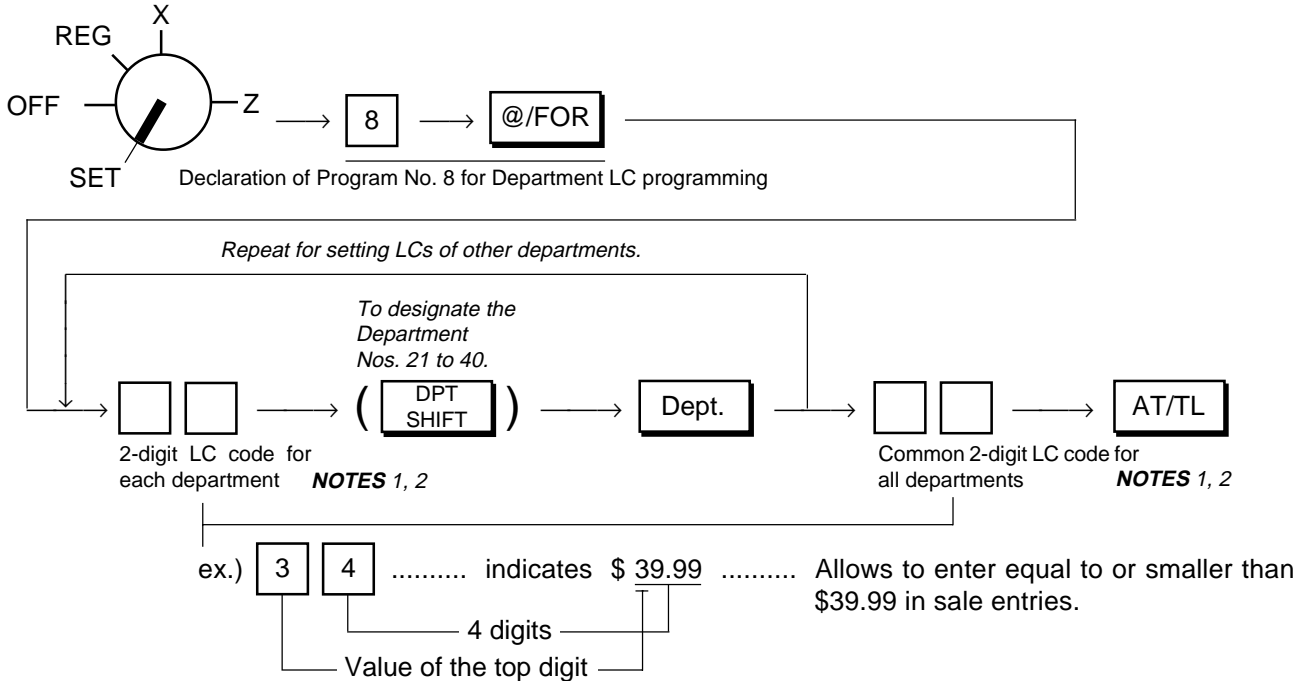 X
REG
OFF
Z
SET
8
@/FOR
Declaration of Program No. 8 for Department LC programming
Repeat for setting LCs of other departments.
To designate the
Department
Nos. 21 to 40.
( DPT
SHIFT )
Dept.
AT/TL
2-digit LC code for
each department NOTES 1, 2
Common 2-digit LC code for
all departments NOTES 1, 2
ex.) 3 4 .......... indicates $ 39.99 .......... Allows to enter equal to or smaller than
$39.99 in sale entries.
4 digits
Value of the top digit